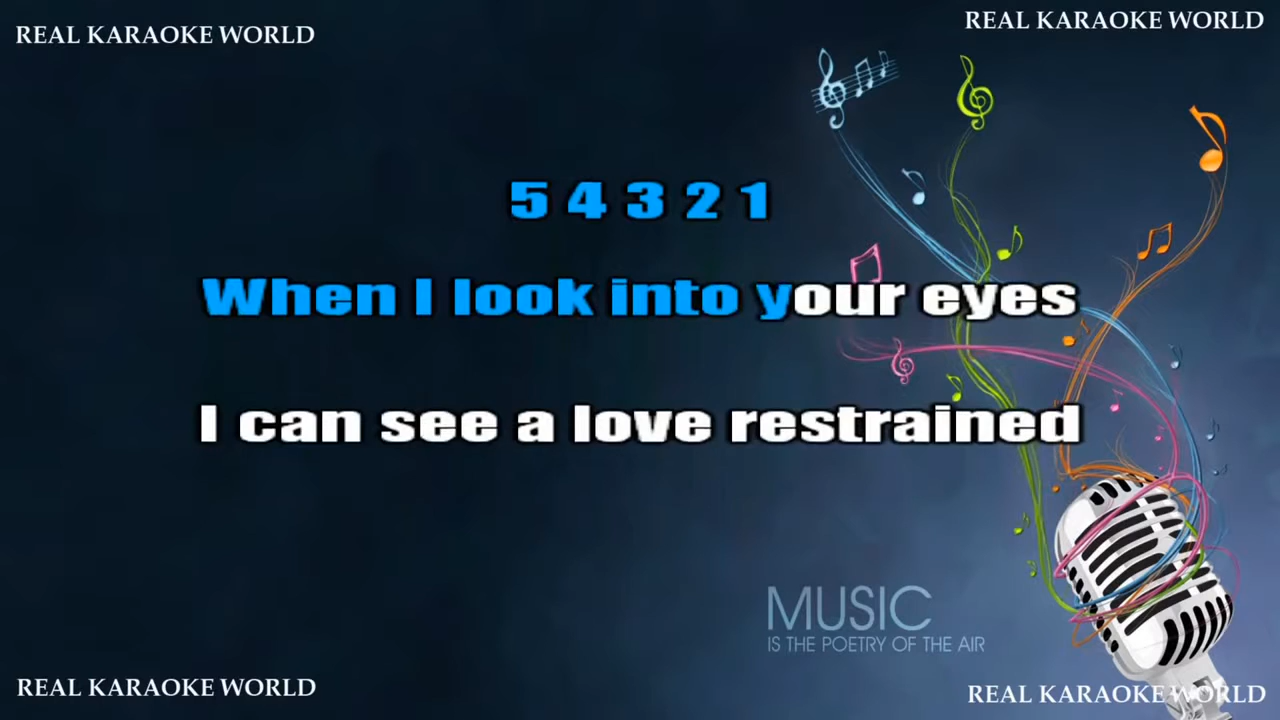 REAL KARAOKE WORLD
REAL KARAOKE WORLD
5 4 3 2 1
When I look into your eyes
I can see a love restrained
MUSIC
IS THE POETRY OF THE AIR
REAL KARAOKE WORLD
REAL KARAOKE WORLD